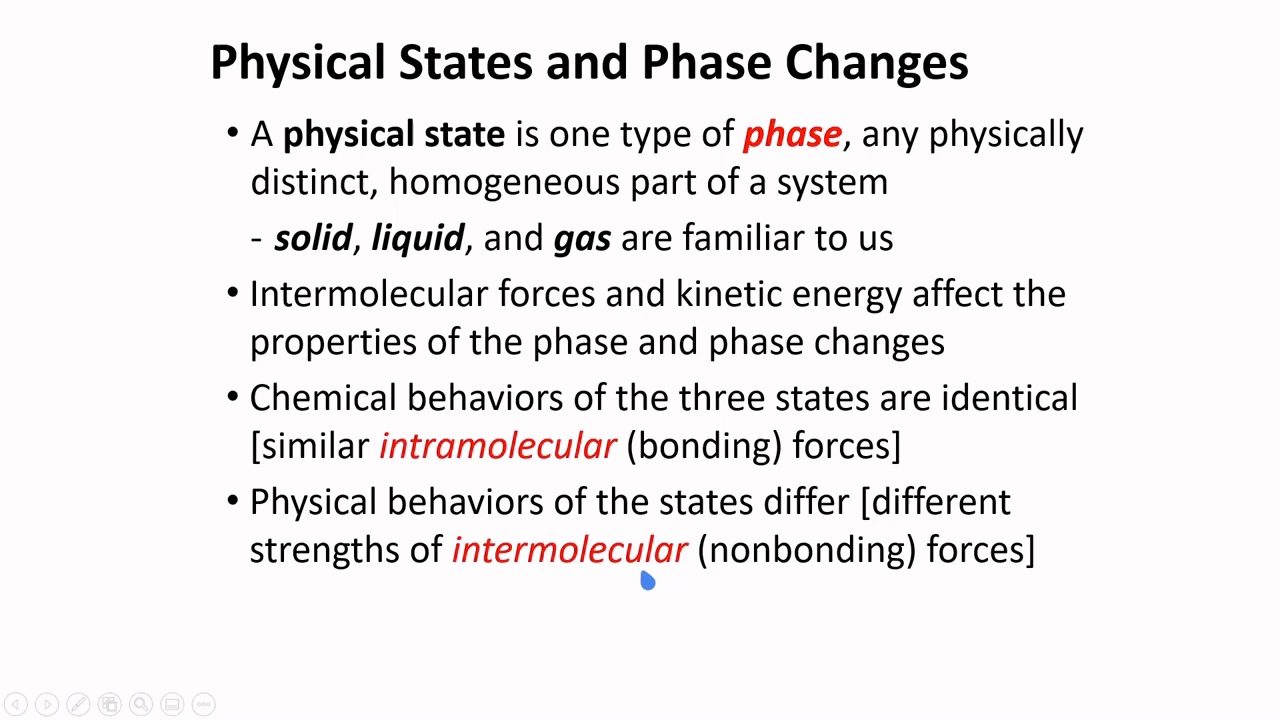 Physical States and Phase Changes
• A physical state is one type of phase, any physically
distinct, homogeneous part of a system
- solid, liquid, and gas are familiar to us
• Intermolecular forces and kinetic energy affect the
properties of the phase and phase changes
• Chemical behaviors of the three states are identical
[similar intramolecular (bonding) forces]
• Physical behaviors of the states differ [different
strengths of intermolecular (nonbonding) forces]